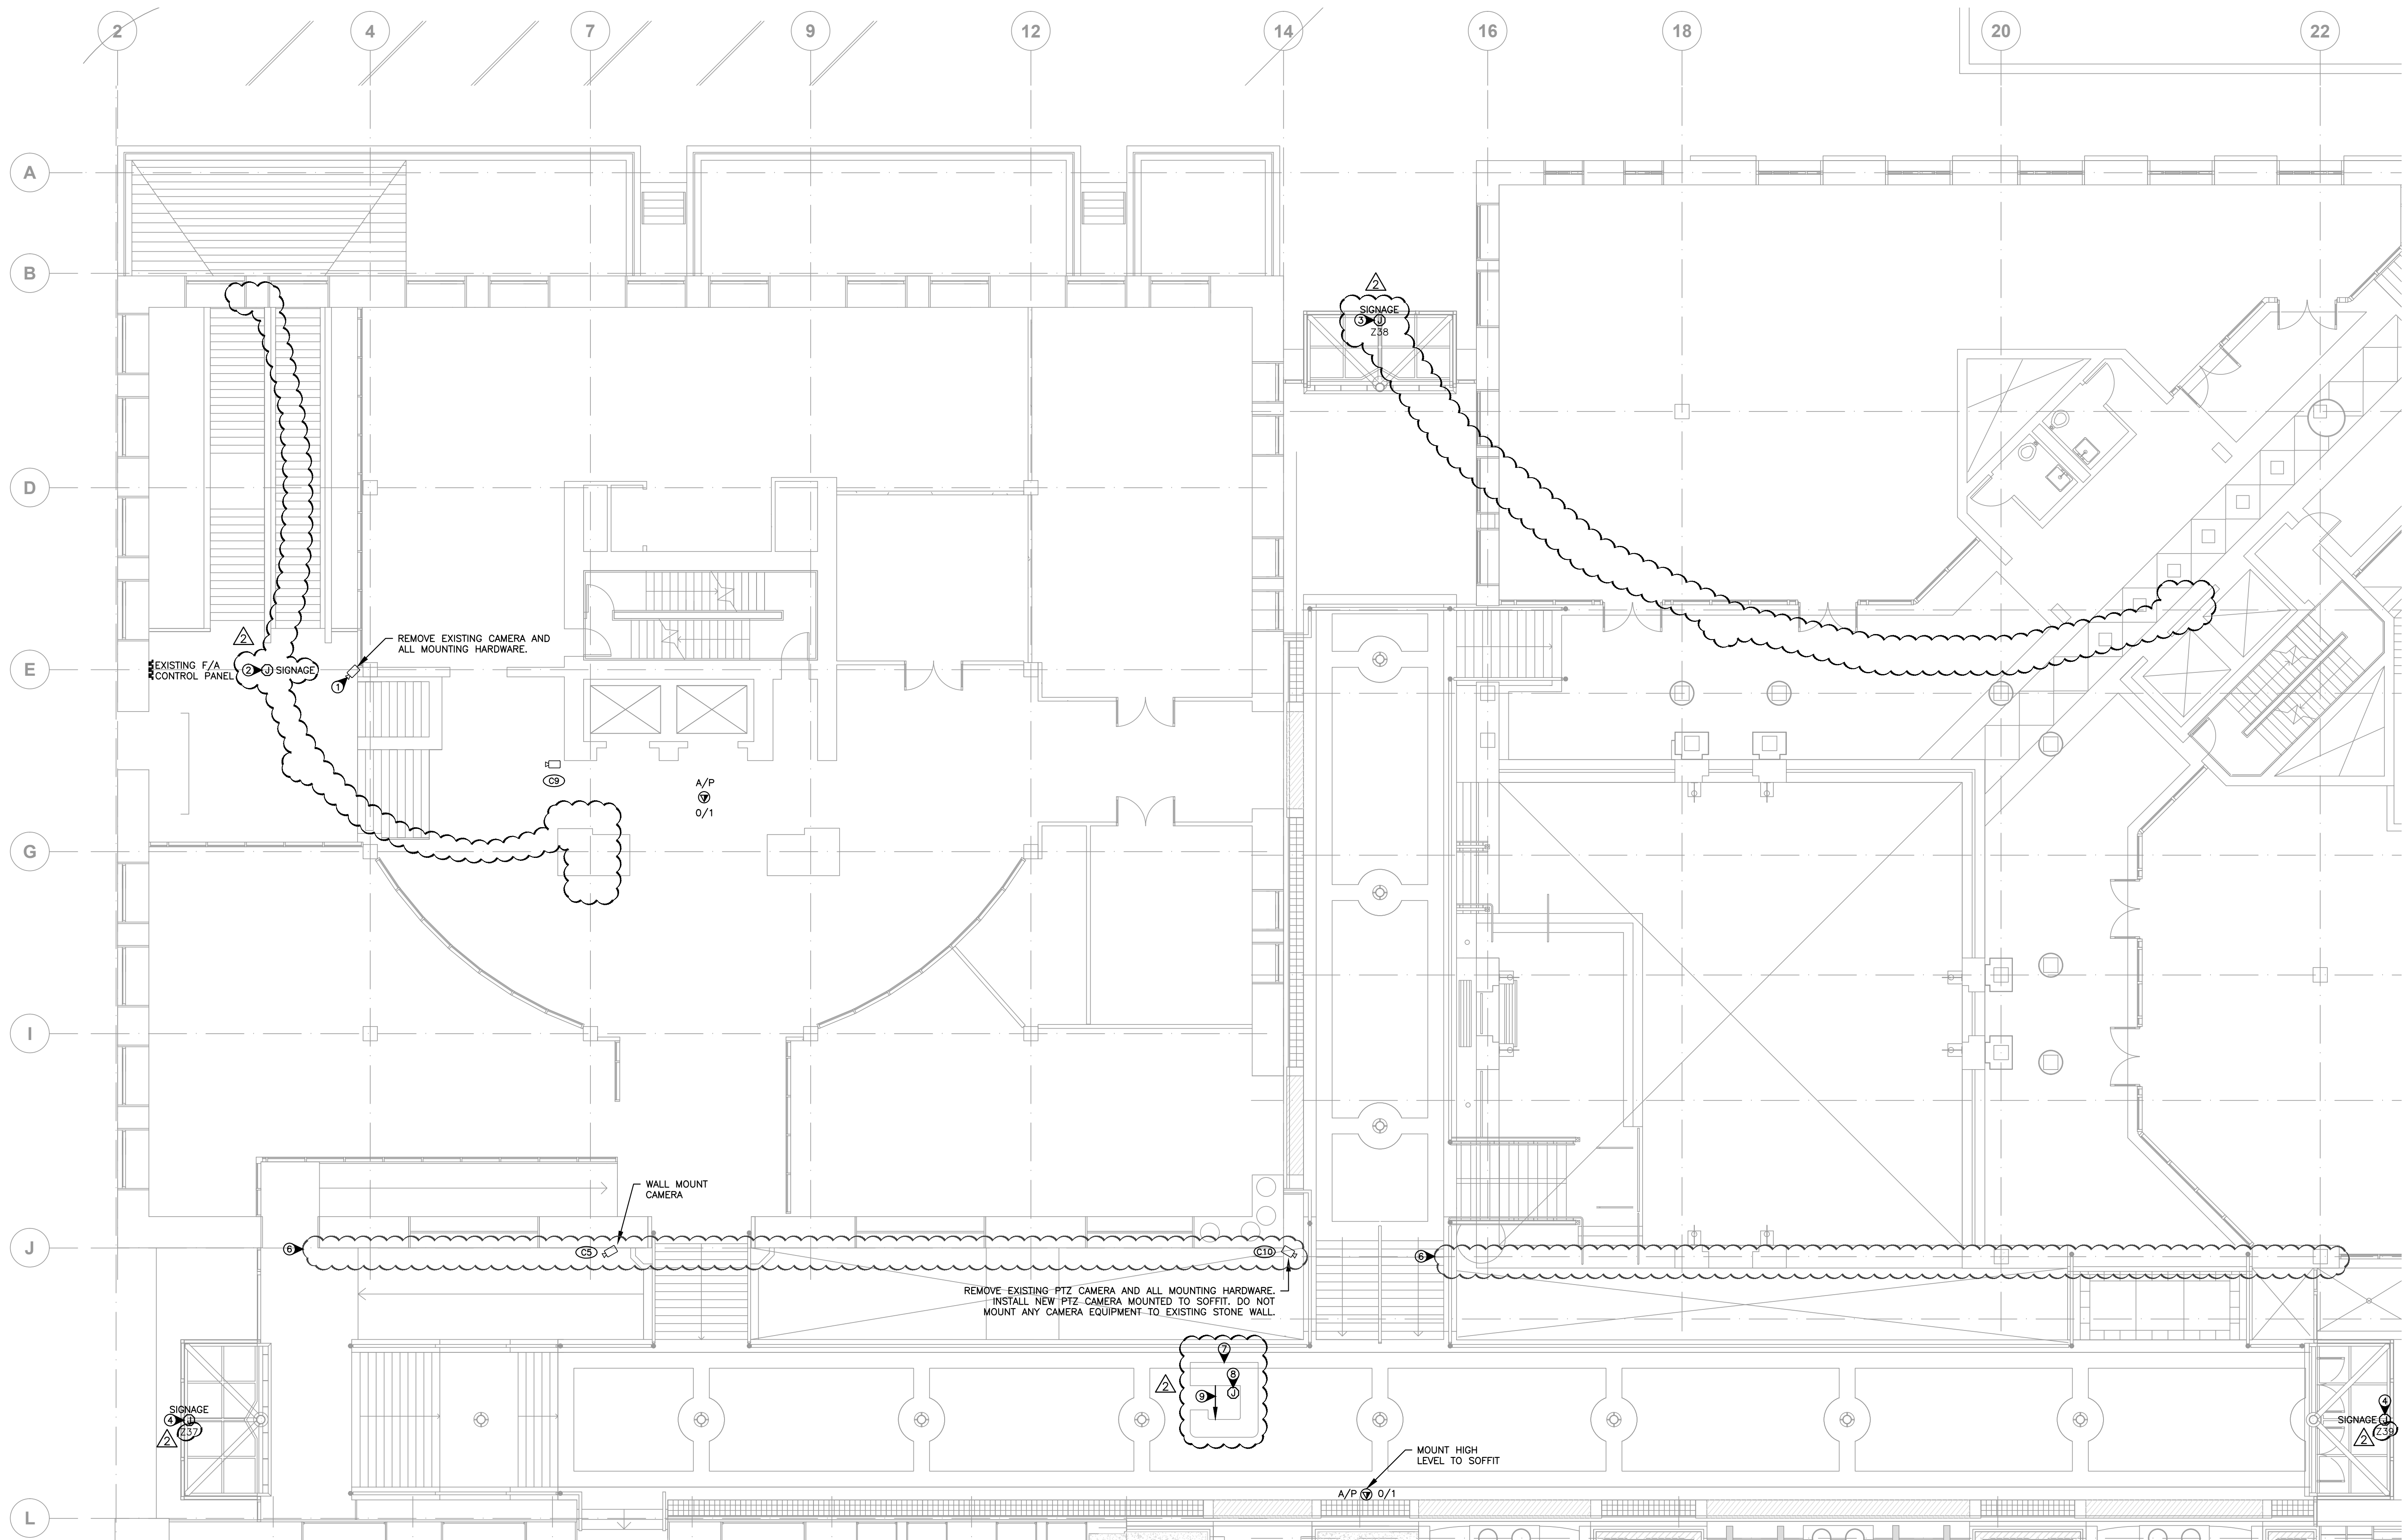 2 4 7 9 12 14 16 18 20 22
A
B
2
SIGNAGE
3 J
Z38
D
REMOVE EXISTING CAMERA AND
ALL MOUNTING HARDWARE.
2
E
EXISTING F/A
CONTROL PANEL
2 J SIGNAGE
1
C9
A/P
0/1
G
I
WALL MOUNT
CAMERA
J
6
C5
C10
6
REMOVE EXISTING PTZ CAMERA AND ALL MOUNTING HARDWARE.
INSTALL NEW PTZ CAMERA MOUNTED TO SOFFIT. DO NOT
MOUNT ANY CAMERA EQUIPMENT TO EXISTING STONE WALL.
7
8
2
9
J
SIGNAGE
4 J
Z37
2
4
SIGNAGE J
Z39
2
MOUNT HIGH
LEVEL TO SOFFIT
A/P 0/1
L